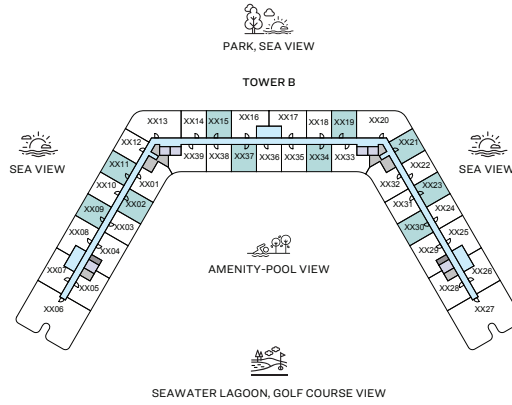 PARK, SEA VIEW
TOWER B
XX13 XX14 XX15 XX16 XX17 XX18 XX19 XX20
XX12 XX39 XX38 XX37 XX36 XX35 XX34 XX33 XX21
SEA VIEW
XX11 XX01 XX32 XX22
SEA VIEW
XX10 XX02 XX31 XX23
XX09 XX03 XX30 XX24
XX08 XX04 XX29 XX25
XX07 XX05 XX28 XX26
XX06 XX27
AMENITY-POOL VIEW
SEAWATER LAGOON, GOLF COURSE VIEW